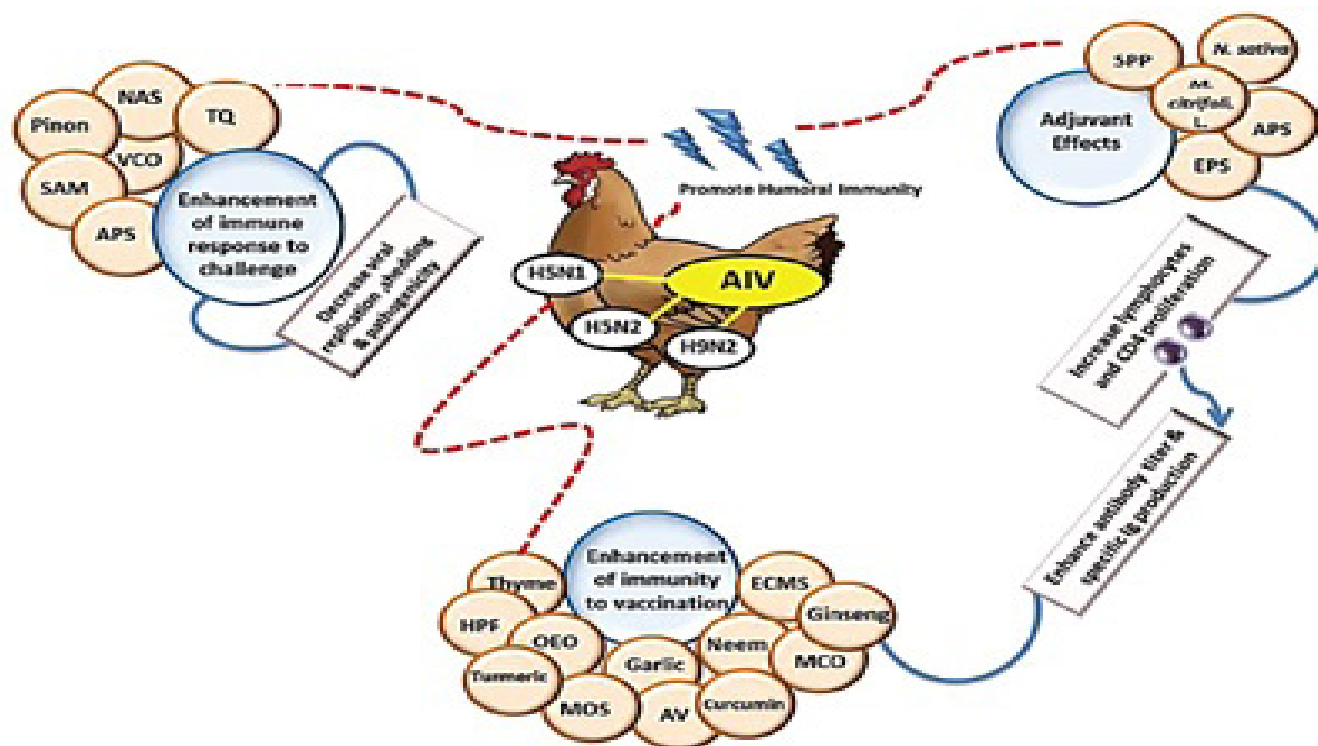 NAS
Pinon
TQ
VCO
SAM
APS
Enhancement
of immune
response to
challenge
Decrease viral
replication, shedding
& pathogenicity
Promote Humoral Immunity
H5N1
AIV
H5N2
H9N2
SPP
N. sativa
M.
citrifoli.
L.
APS
EPS
Adjuvant
Effects
Increase lymphocytes
and CD4 proliferation
Enhance antibody titer &
specific Ig production
Enhancement
of immunity
to vaccination
Thyme
ECMS
HPF
Ginseng
OEO
Neem
Garlic
MCO
Turmeric
MOS
AV
Curcumin